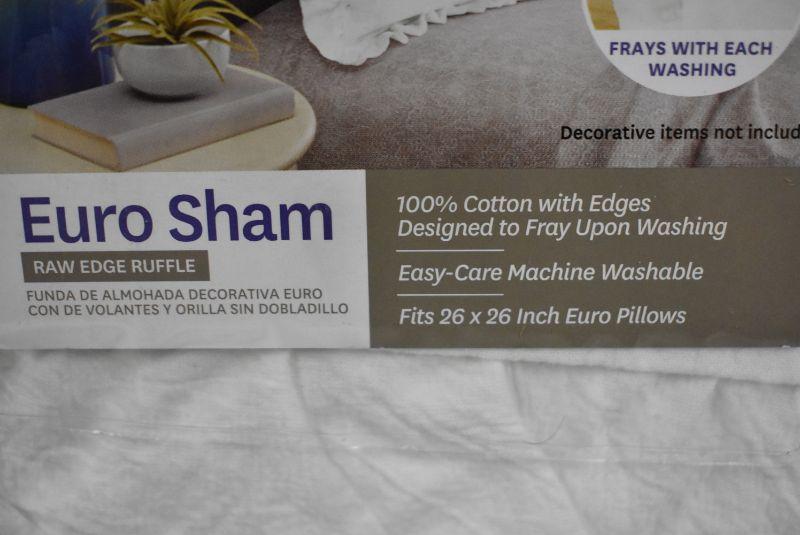 FRAYS WITH EACH
WASHING
Decorative items not includ
Euro Sham
RAW EDGE RUFFLE
FUNDA DE ALMOHADA DECORATIVA EURO
CON DE VOLANTES Y ORILLA SIN DOBLADILLO
100% Cotton with Edges
Designed to Fray Upon Washing
Easy-Care Machine Washable
Fits 26 x 26 Inch Euro Pillows